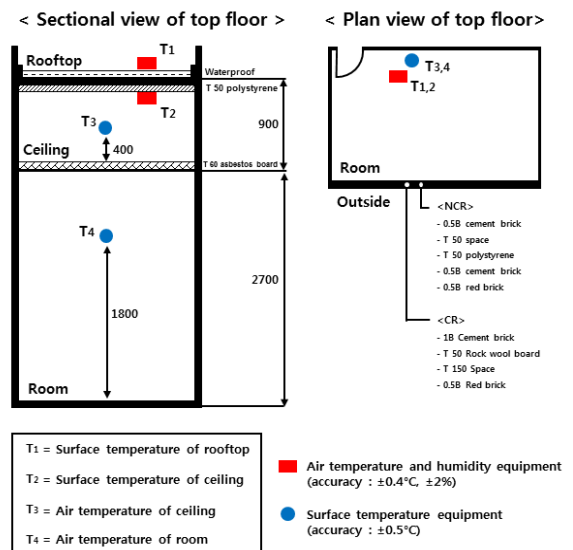 < Sectional view of top floor >
T1
Rooftop
Waterproof
T 50 polystyrene
T2
T3
900
Ceiling
400
T 60 asbestos board
T4
2700
1800
Room
< Plan view of top floor>
T3,4
T1,2
Room
Outside
<NCR>
- 0.5B cement brick
- T 50 space
- T 50 polystyrene
- 0.5B cement brick
- 0.5B red brick
<CR>
- 1B Cement brick
- T 50 Rock wool board
- T 150 Space
- 0.5B Red brick
T1 = Surface temperature of rooftop
T2 = Surface temperature of ceiling
T3 = Air temperature of ceiling
T4 = Air temperature of room
Air temperature and humidity equipment
(accuracy : ±0.4°C, ±2%)
Surface temperature equipment
(accuracy : ±0.5°C)